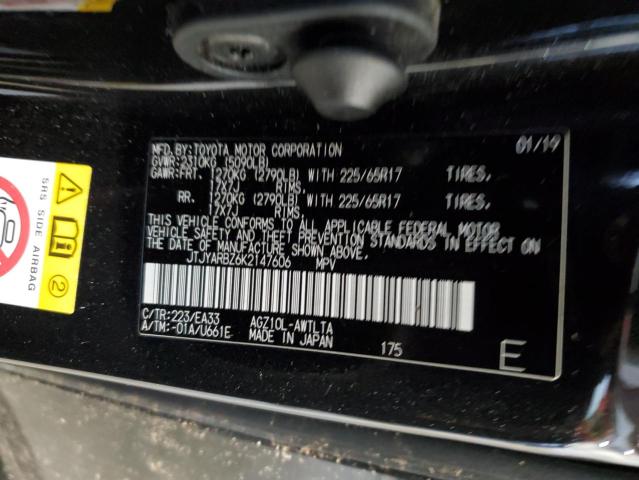 MFD.BY:TOYOTA MOTOR CORPORATION 01/19
GVWR:2310KG (5090LB)
GAWR:FRT. 1270KG (2790LB) WITH 225/65R17 TIRES,
17X7J RIMS,
RR. 1270KG (2790LB) WITH 225/65R17 TIRES,
17X7J RIMS,
THIS VEHICLE CONFORMS TO ALL APPLICABLE FEDERAL MOTOR
VEHICLE SAFETY AND THEFT PREVENTION STANDARDS IN EFFECT ON
THE DATE OF MANUFACTURE SHOWN ABOVE.
JTJYARBZ6K2147606 MPV
C/TR:223/EA33 AGZ10L-AWTLTA
A/TM:-01A/U661E MADE IN JAPAN 175
E
SRS SIDE AIRBAG
2